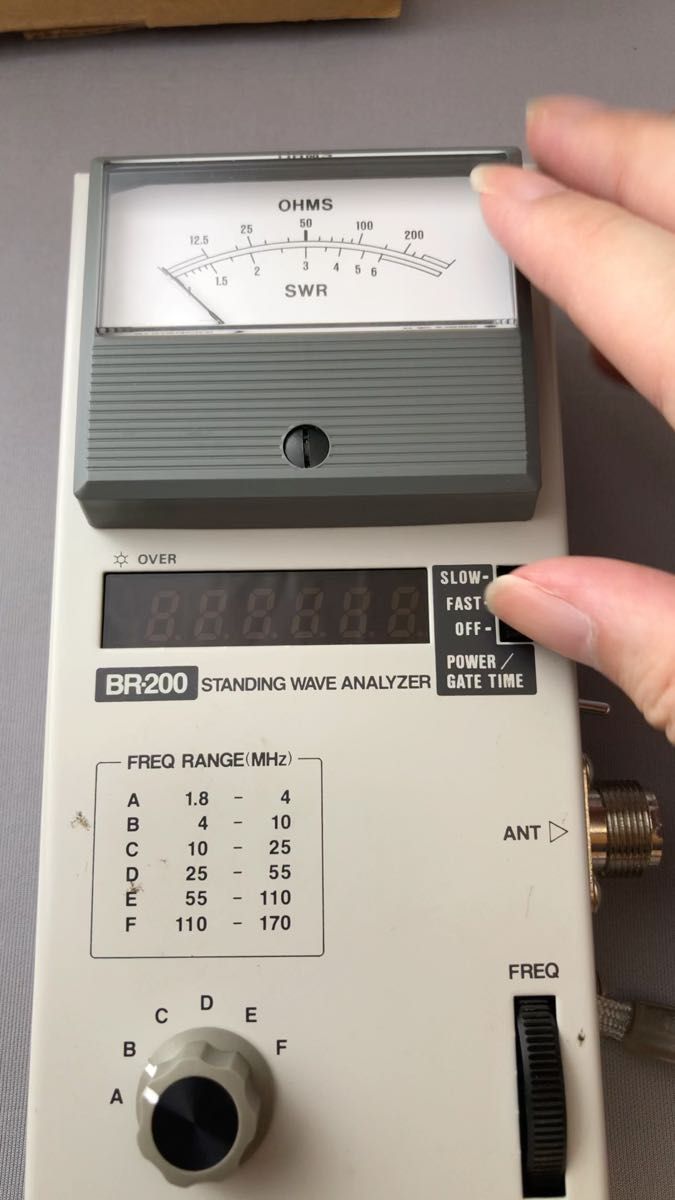 OHMS
12.5 25 50 100 200
1 1.5 2 3 4 5 6
SWR
OVER
SLOW-
FAST-
OFF-
POWER/
GATE TIME
BR-200 STANDING WAVE ANALYZER
FREQ RANGE(MHz)
A 1.8 - 4
B 4 - 10
C 10 - 25
D 25 - 55
E 55 - 110
F 110 - 170
ANT
FREQ
A B C D E F